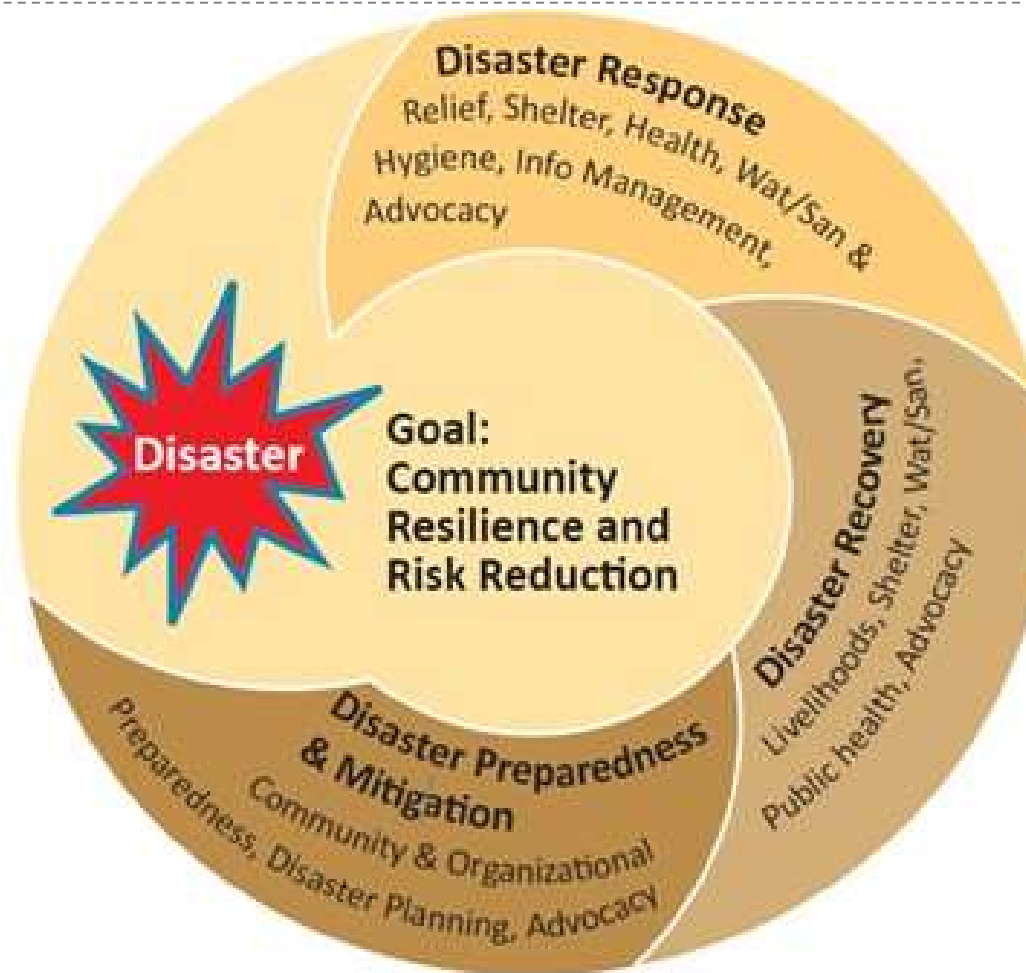 Disaster Response
Relief, Shelter, Health, Wat/San &
Hygiene, Info Management,
Advocacy
Disaster
Goal:
Community
Resilience and
Risk Reduction
Disaster Recovery
Livelihoods, Shelter, Wat/San,
Public health, Advocacy
Disaster Preparedness
& Mitigation
Community & Organizational
Preparedness, Disaster Planning, Advocacy